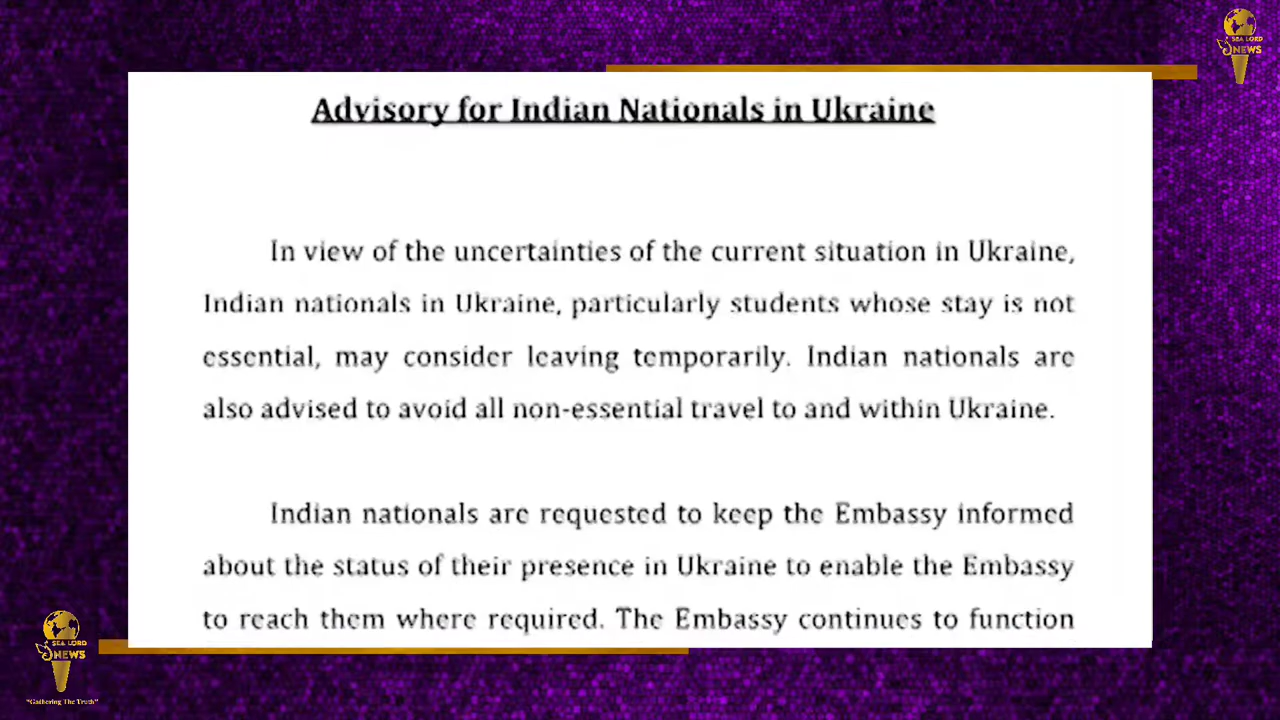 SEA LORD
NEWS
Advisory for Indian Nationals in Ukraine
In view of the uncertainties of the current situation in Ukraine,
Indian nationals in Ukraine, particularly students whose stay is not
essential, may consider leaving temporarily. Indian nationals are
also advised to avoid all non-essential travel to and within Ukraine.
Indian nationals are requested to keep the Embassy informed
about the status of their presence in Ukraine to enable the Embassy
to reach them where required. The Embassy continues to function
SEA LORD
NEWS
"Gathering The Truth"